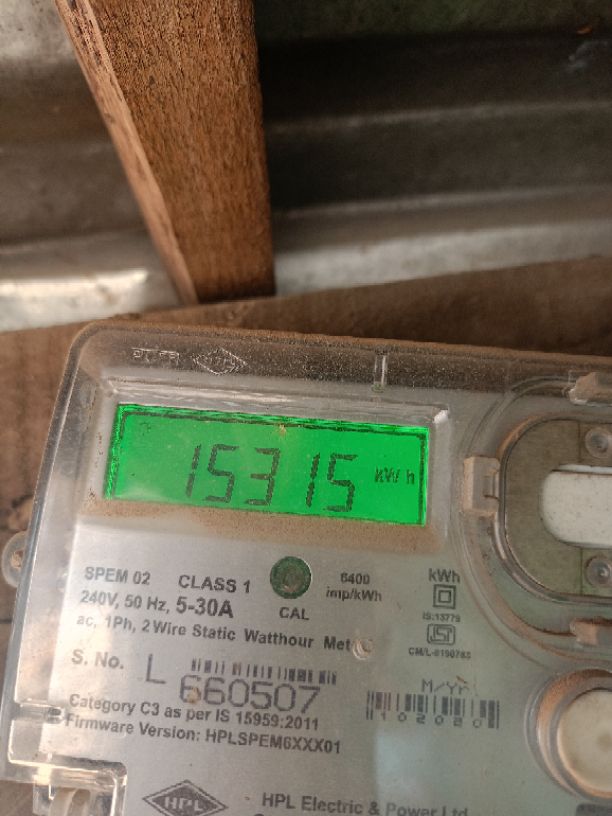 15315 kWh
SPEM 02 CLASS 1
240V, 50 Hz, 5-30A
ac, 1Ph, 2 Wire Static Watthour Met
CAL
6400
imp/kWh
kWh
IS:13779
S. No. L 660507
M/Yr
Category C3 as per IS 15959:2011
Firmware Version: HPLSPEM6XXX01
HPL
HPL Electric & Power Ltd